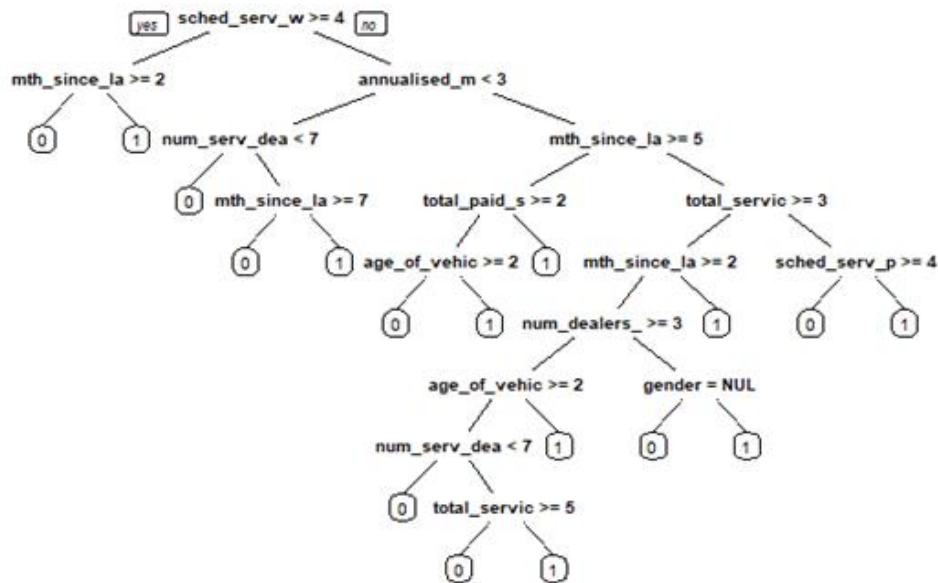 yes sched_serv_w >= 4 no
mth_since_la >= 2 annualised_m < 3
0 1 num_serv_dea < 7 mth_since_la >= 5
0 mth_since_la >= 7 total_paid_s >= 2 total_servic >= 3
0 1 age_of_vehic >= 2 1 mth_since_la >= 2 sched_serv_p >= 4
0 1 num_dealers_ >= 3 1 0 1
age_of_vehic >= 2 gender = NUL
num_serv_dea < 7 1 0 1
0 total_servic >= 5
0 1